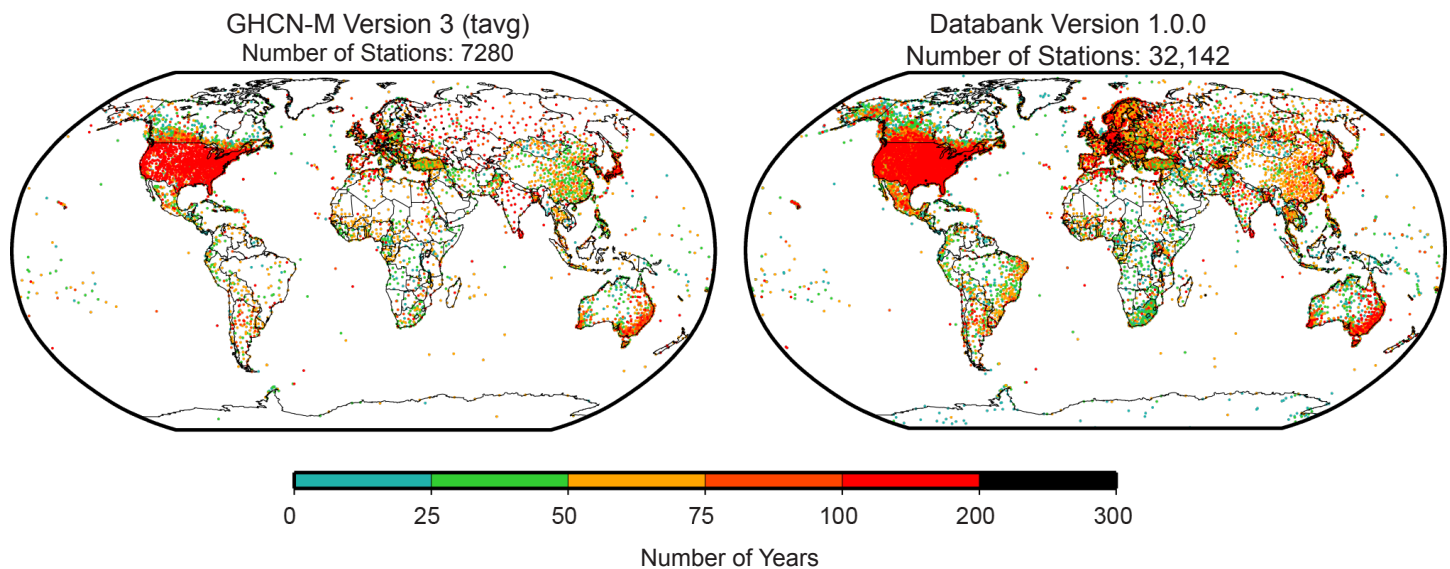 GHCN-M Version 3 (tavg)
Number of Stations: 7280
Databank Version 1.0.0
Number of Stations: 32,142
0 25 50 75 100 200 300
Number of Years